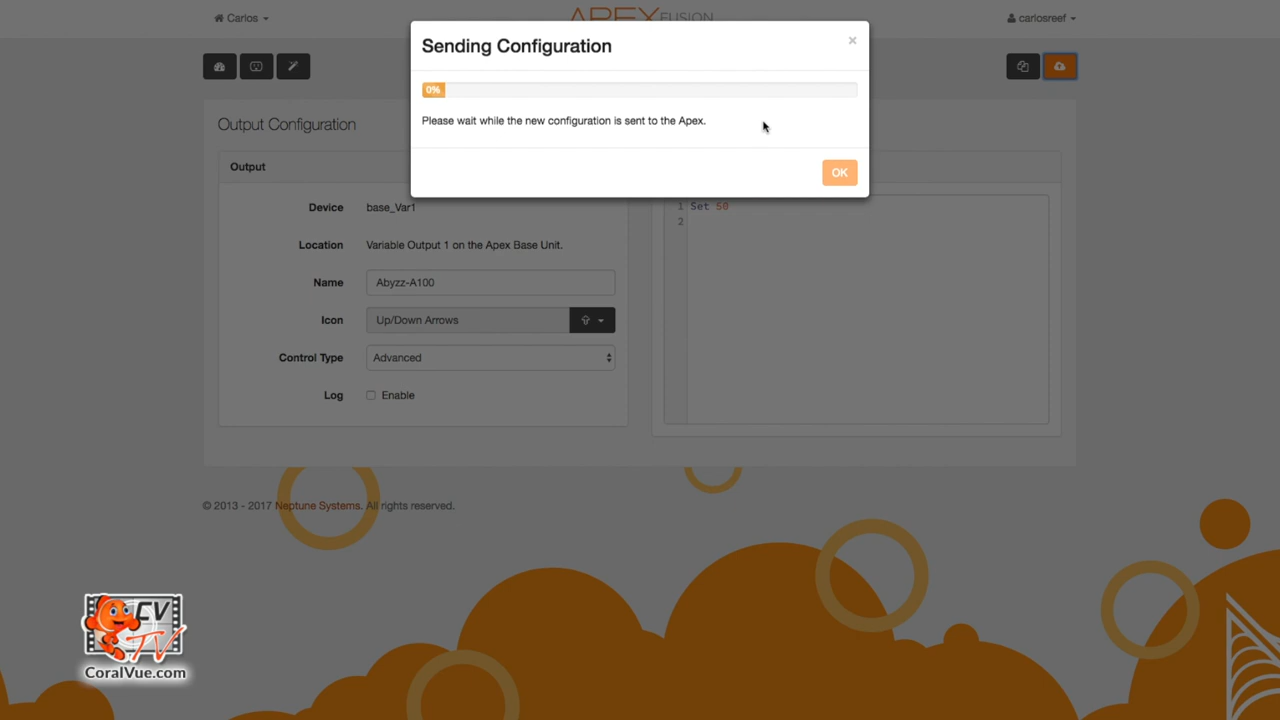 Carlos
APEX FUSION
carlosreef
Sending Configuration
×
0%
Please wait while the new configuration is sent to the Apex.
OK
Output Configuration
Output
Device base_Var1
Location Variable Output 1 on the Apex Base Unit.
Name Abyzz-A100
Icon Up/Down Arrows
Control Type Advanced
Log Enable
1 Set 50
2
© 2013 - 2017 Neptune Systems. All rights reserved.
CV
TV
CoralVue.com